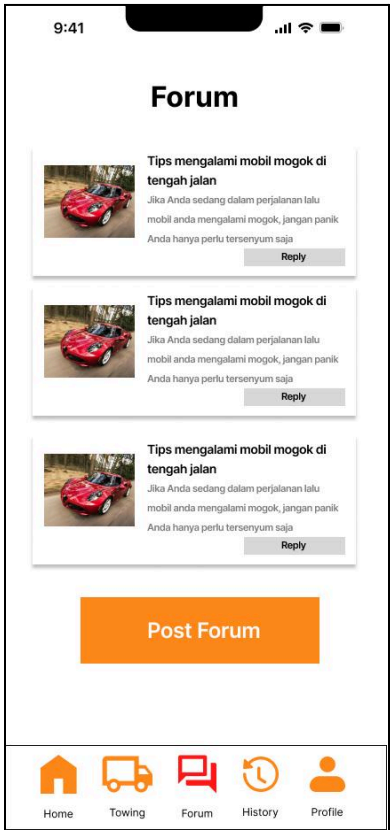 9:41
Forum
Tips mengalami mobil mogok di
tengah jalan
Jika Anda sedang dalam perjalanan lalu
mobil anda mengalami mogok, jangan panik
Anda hanya perlu tersenyum saja
Reply
Tips mengalami mobil mogok di
tengah jalan
Jika Anda sedang dalam perjalanan lalu
mobil anda mengalami mogok, jangan panik
Anda hanya perlu tersenyum saja
Reply
Tips mengalami mobil mogok di
tengah jalan
Jika Anda sedang dalam perjalanan lalu
mobil anda mengalami mogok, jangan panik
Anda hanya perlu tersenyum saja
Reply
Post Forum
Home Towing Forum History Profile